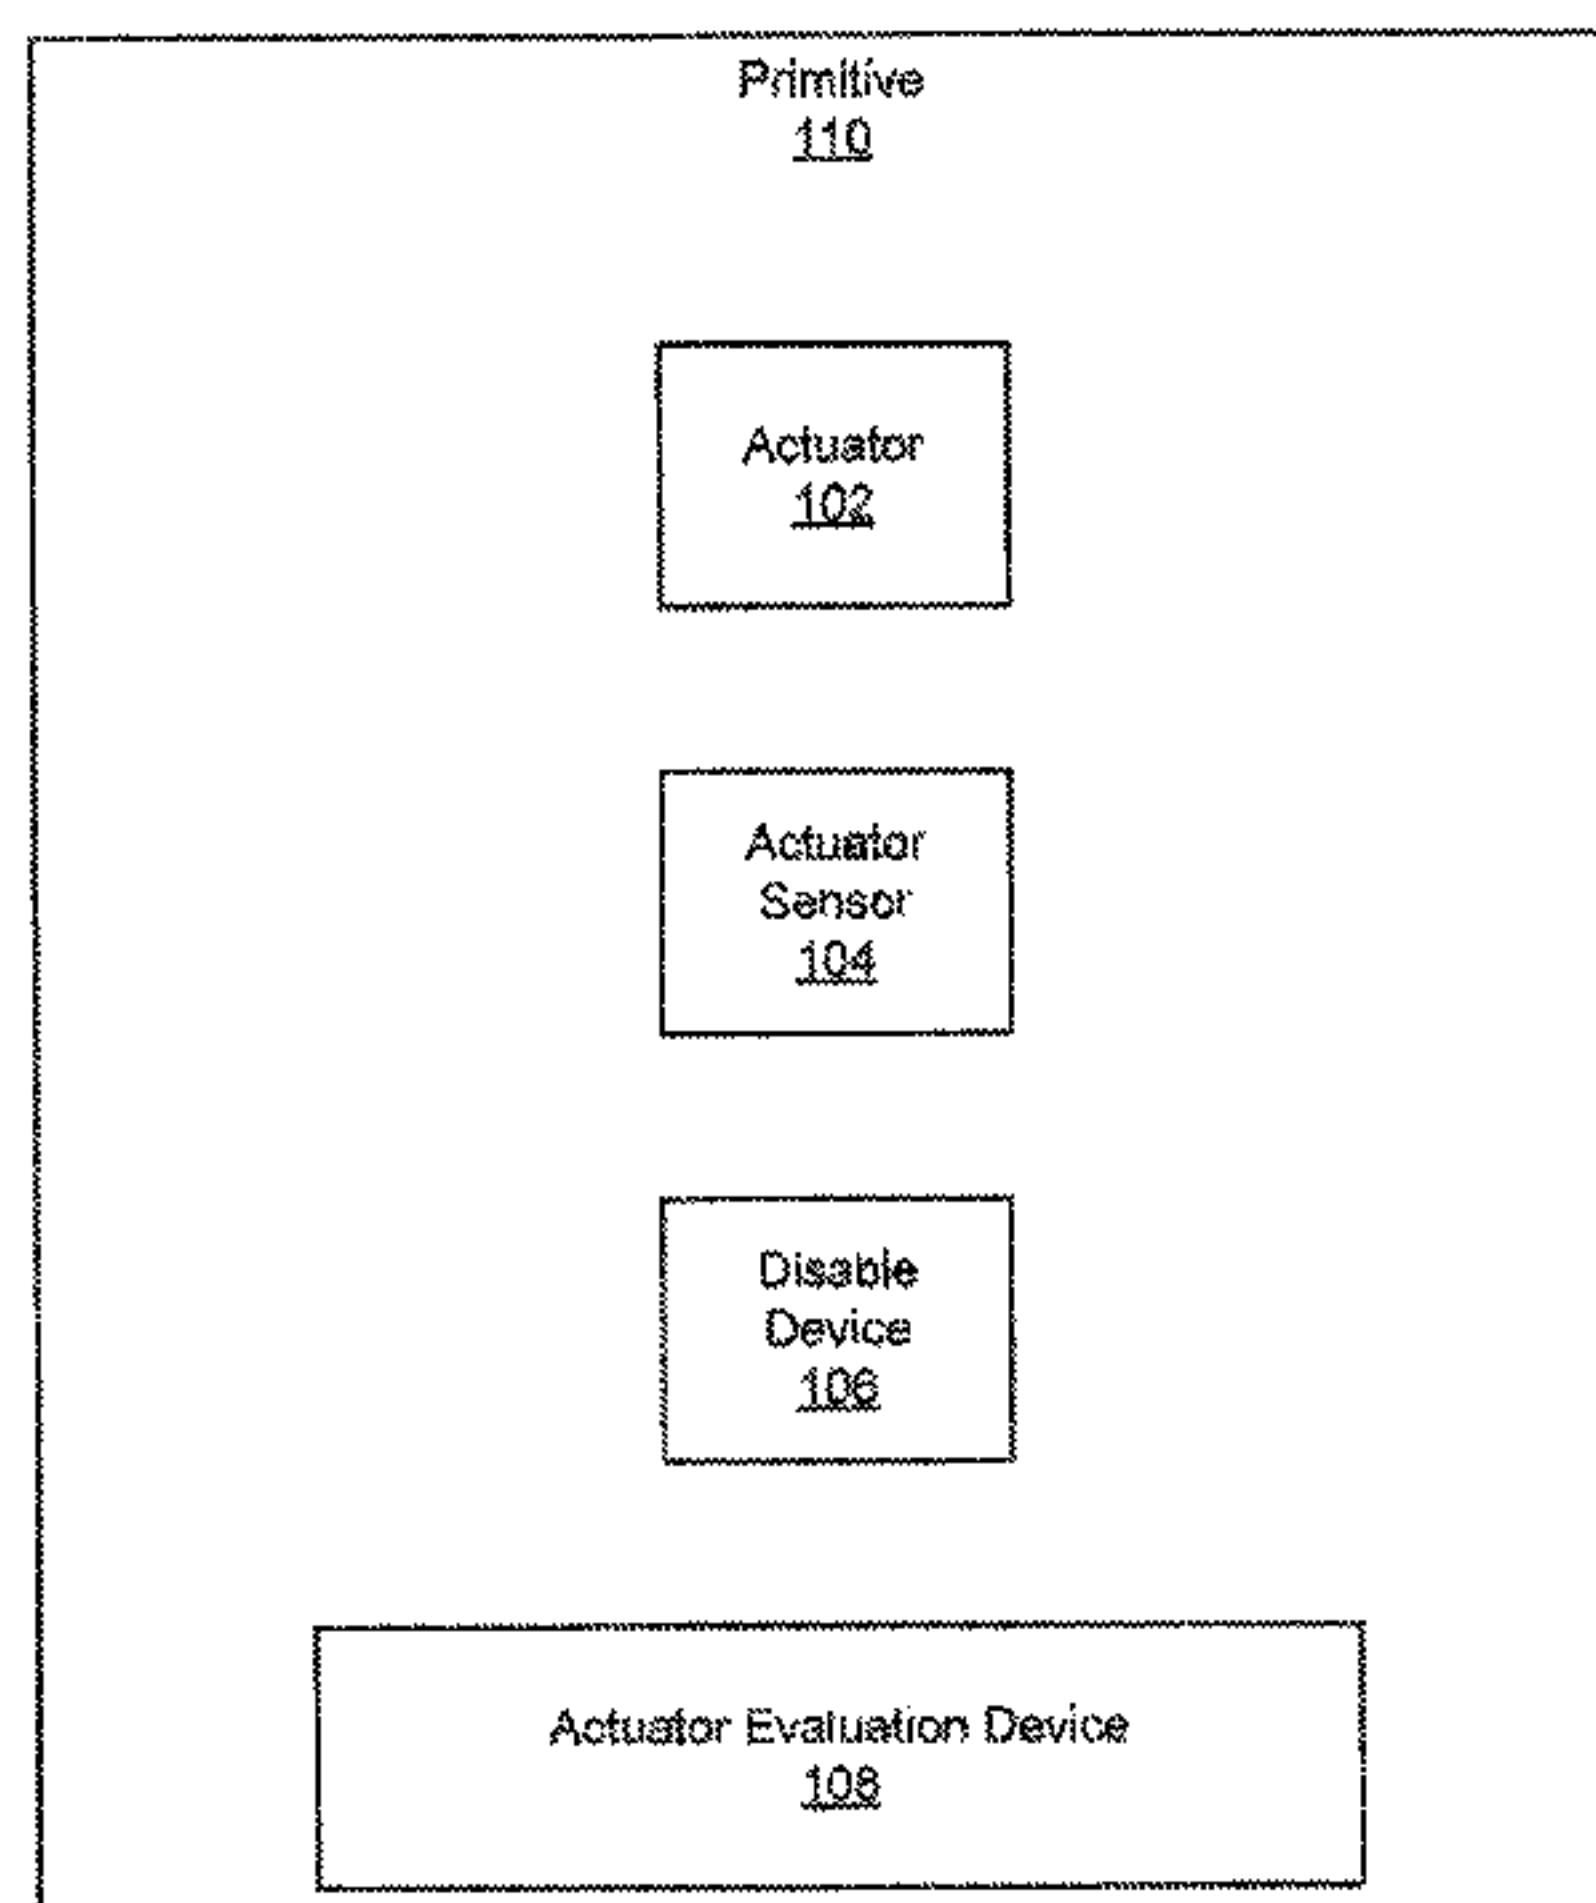 Primitive
110
Actuator
102
Actuator
Sensor
104
Disable
Device
106
Actuator Evaluation Device
108